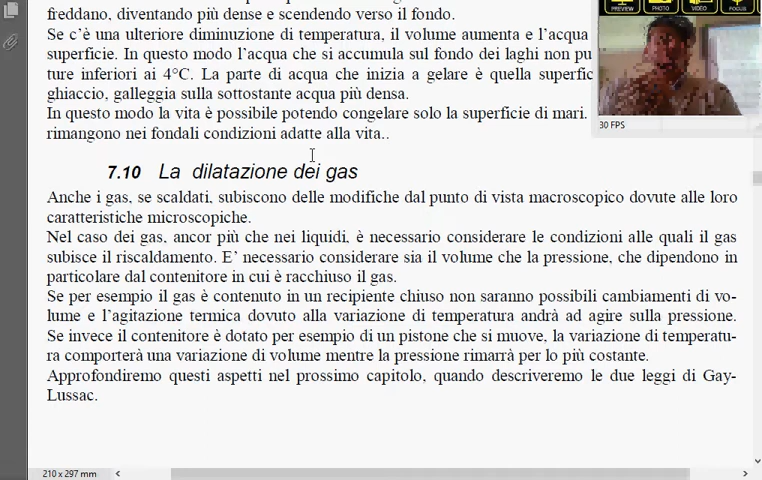 freddano, diventando più dense e scendendo verso il fondo.
Se c'è una ulteriore diminuzione di temperatura, il volume aumenta e l'acqua
superficie. In questo modo l'acqua che si accumula sul fondo dei laghi non pu
ture inferiori ai 4°C. La parte di acqua che inizia a gelare è quella superfic
ghiaccio, galleggia sulla sottostante acqua più densa.
In questo modo la vita è possibile potendo congelare solo la superficie di mari.
rimangono nei fondali condizioni adatte alla vita..
7.10 La dilatazione dei gas
Anche i gas, se scaldati, subiscono delle modifiche dal punto di vista macroscopico dovute alle loro
caratteristiche microscopiche.
Nel caso dei gas, ancor più che nei liquidi, è necessario considerare le condizioni alle quali il gas
subisce il riscaldamento. E' necessario considerare sia il volume che la pressione, che dipendono in
particolare dal contenitore in cui è racchiuso il gas.
Se per esempio il gas è contenuto in un recipiente chiuso non saranno possibili cambiamenti di vo-
lume e l'agitazione termica dovuto alla variazione di temperatura andrà ad agire sulla pressione.
Se invece il contenitore è dotato per esempio di un pistone che si muove, la variazione di temperatu-
ra comporterà una variazione di volume mentre la pressione rimarrà per lo più costante.
Approfondiremo questi aspetti nel prossimo capitolo, quando descriveremo le due leggi di Gay-
Lussac.
PREVIEW PHOTO VIDEO FOCUS
30 FPS
210 x 297 mm